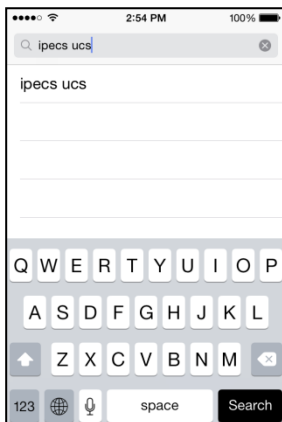 2:54 PM 100%
ipecs ucs
ipecs ucs
Q W E R T Y U I O P
A S D F G H J K L
Z X C V B N M
123 space Search